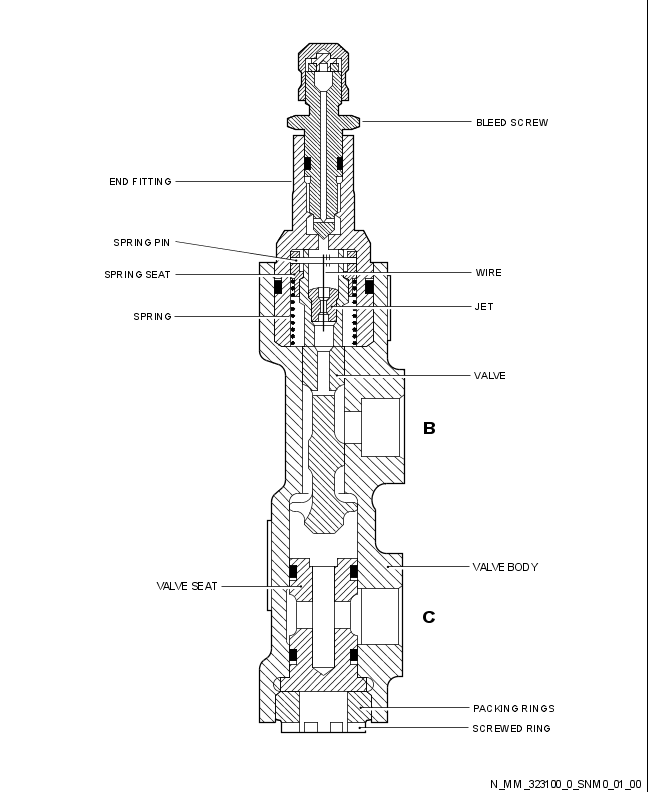 BLEED SCREW
END FITTING
SPRING PIN
SPRING SEAT
WIRE
JET
SPRING
VALVE
B
VALVE BODY
VALVE SEAT
C
PACKING RINGS
SCREWED RING
N_MM_323100_0_SNM0_01_00